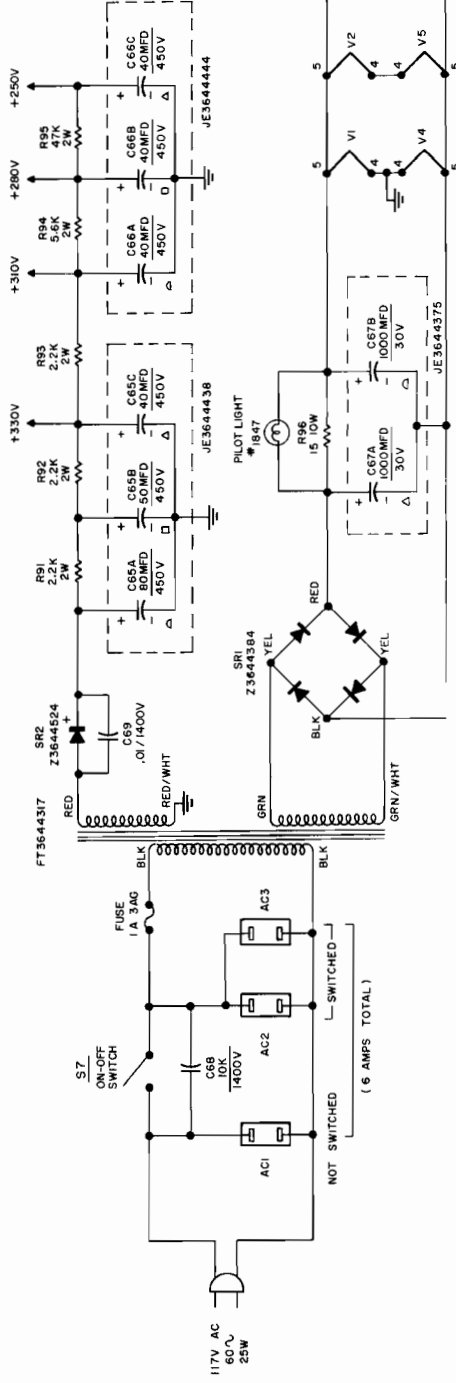 117V AC
60∿
25W
S7
ON-OFF
SWITCH
C68
10K
1400V
AC1
AC2
AC3
NOT SWITCHED
SWITCHED
( 6 AMPS TOTAL )
FUSE
1 A 3AG
BLK
BLK
FT3644317
RED
RED/WHT
GRN
GRN/WHT
SR2
Z3644524
+
C69
.01/1400V
R91
2.2K
2W
R92
2.2K
2W
R93
2.2K
2W
R94
5.6K
2W
R95
47K
2W
+330V
+310V
+280V
+250V
+ C65A
80MFD
450V
+ C65B
50MFD
450V
+ C65C
40MFD
450V
JE3644438
+ C66A
40MFD
450V
+ C66B
40MFD
450V
+ C66C
40MFD
450V
JE3644444
SR1
Z3644384
YEL
RED
YEL
BLK
PILOT LIGHT
#1847
R96
15 10W
+ C67A
1000MFD
30V
+ C67B
1000MFD
30V
JE3644375
5
V1
4
4
V4
5
5
V2
4
4
V5
5